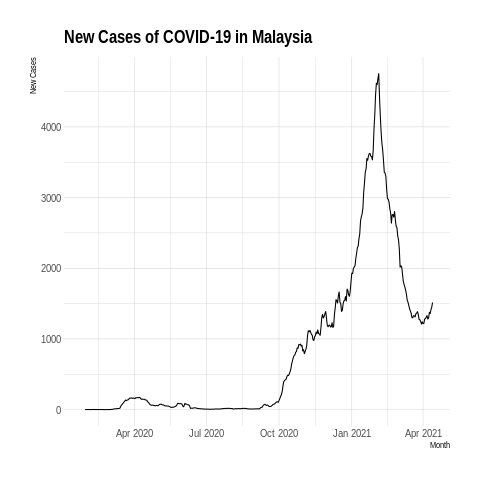 New Cases of COVID-19 in Malaysia
New Cases
4000
3000
2000
1000
0
Apr 2020
Jul 2020
Oct 2020
Jan 2021
Apr 2021
Month